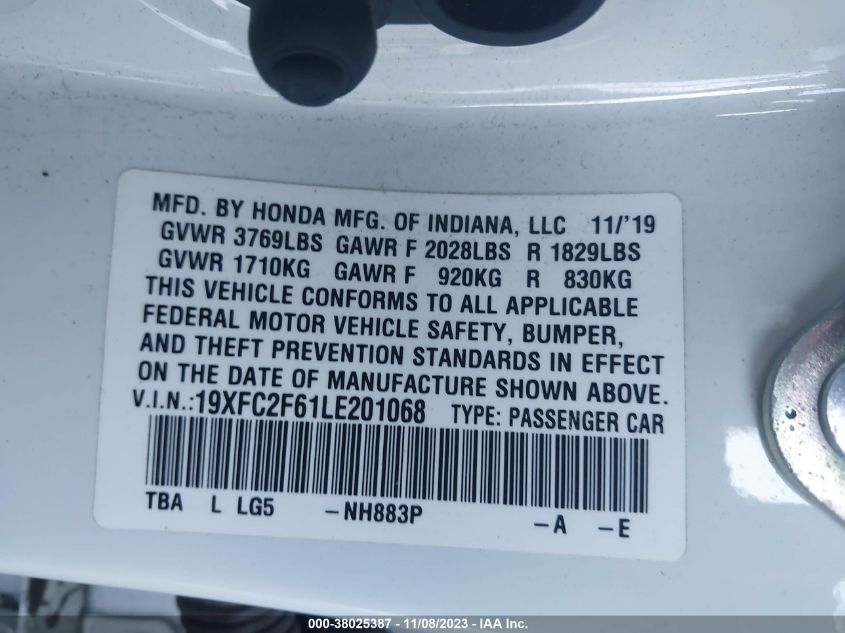 MFD. BY HONDA MFG. OF INDIANA, LLC 11/'19
GVWR 3769LBS GAWR F 2028LBS R 1829LBS
GVWR 1710KG GAWR F 920KG R 830KG
THIS VEHICLE CONFORMS TO ALL APPLICABLE
FEDERAL MOTOR VEHICLE SAFETY, BUMPER,
AND THEFT PREVENTION STANDARDS IN EFFECT
ON THE DATE OF MANUFACTURE SHOWN ABOVE.
V.I.N.:19XFC2F61LE201068 TYPE: PASSENGER CAR
TBA L LG5 -NH883P -A -E
000-38025387 - 11/08/2023 - IAA Inc.